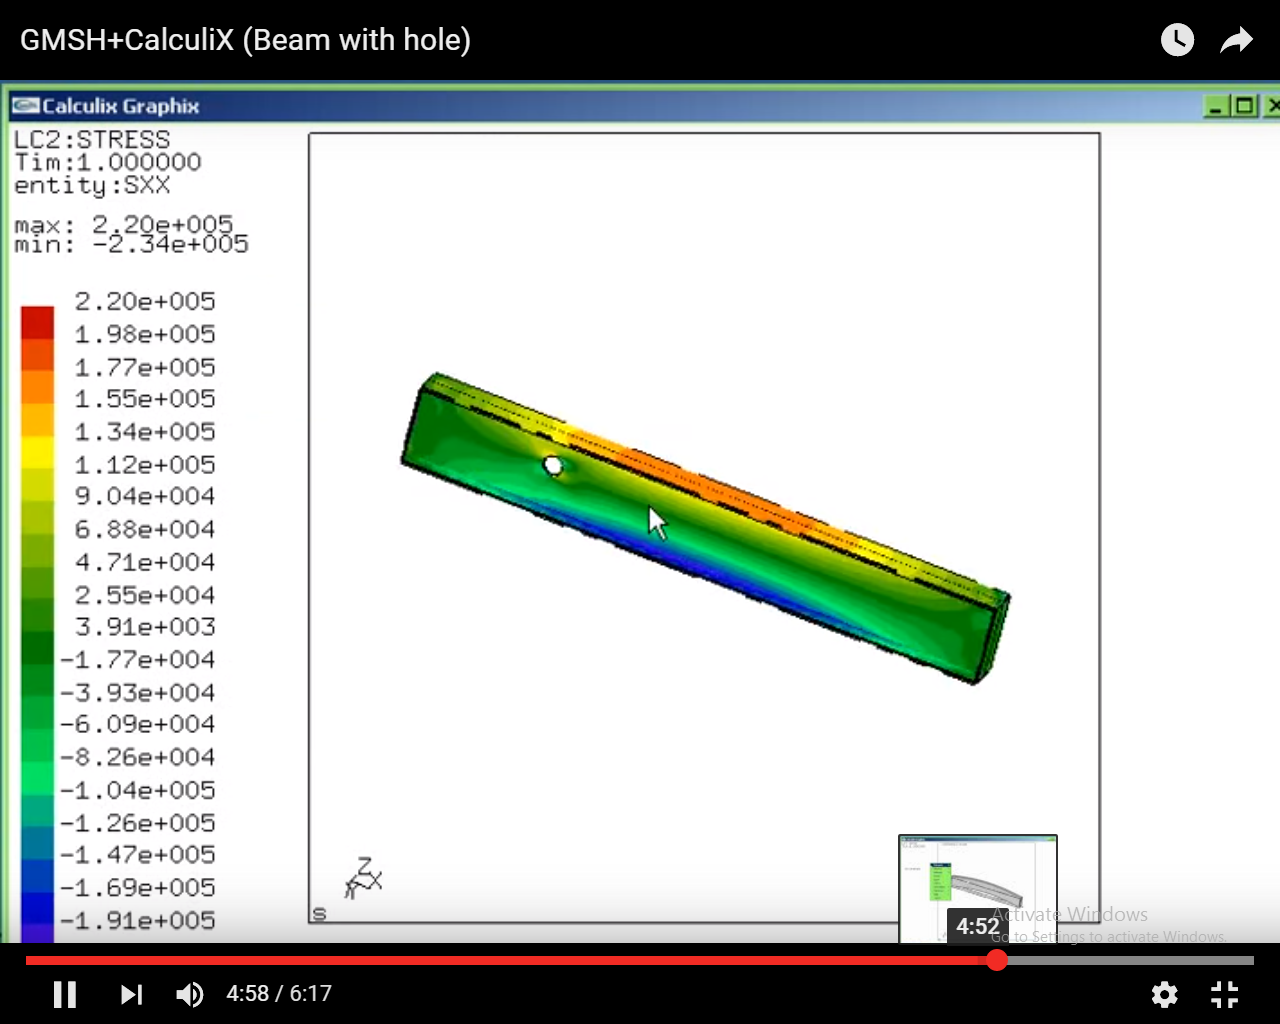 GMSH+CalculiX (Beam with hole)
Calculix Graphix
LC2:STRESS
Tim:1.000000
entity:SXX
max: 2.20e+005
min: -2.34e+005
2.20e+005
1.98e+005
1.77e+005
1.55e+005
1.34e+005
1.12e+005
9.04e+004
6.88e+004
4.71e+004
2.55e+004
3.91e+003
-1.77e+004
-3.93e+004
-6.09e+004
-8.26e+004
-1.04e+005
-1.26e+005
-1.47e+005
-1.69e+005
-1.91e+005
Z
X
S
Activate Windows
4:52
Go to Settings to activate Windows.
4:58 / 6:17